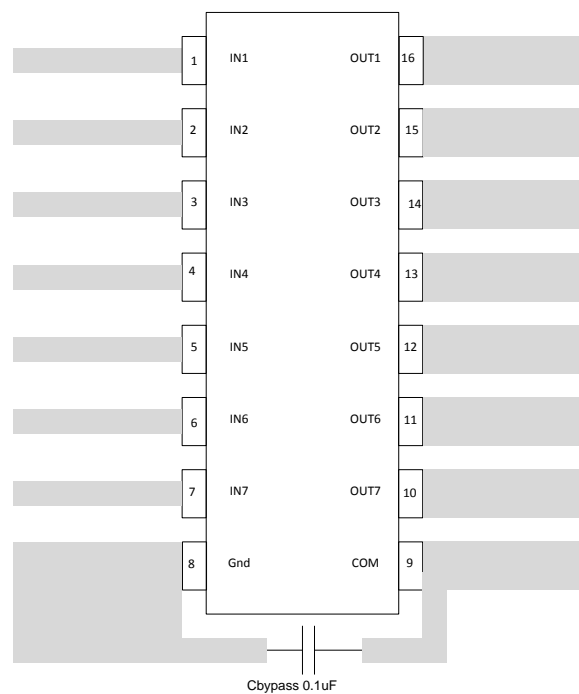 1 IN1 OUT1 16
2 IN2 OUT2 15
3 IN3 OUT3 14
4 IN4 OUT4 13
5 IN5 OUT5 12
6 IN6 OUT6 11
7 IN7 OUT7 10
8 Gnd COM 9
Cbypass 0.1uF